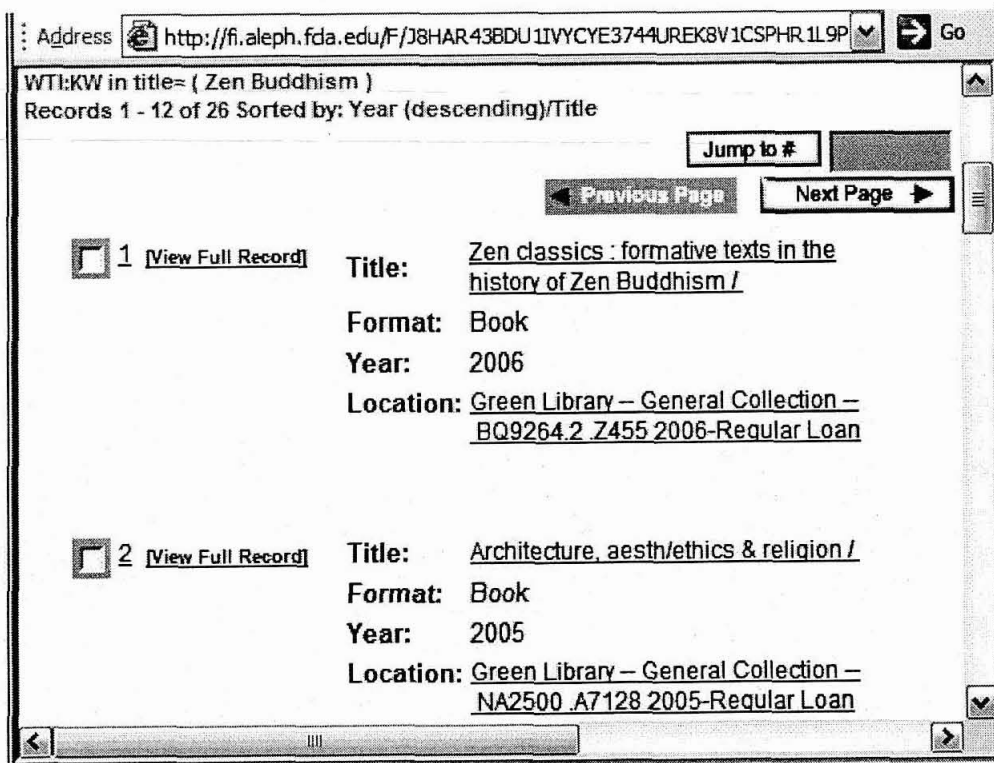 Address http://fi.aleph.fcla.edu/F/J8HAR43BDU1IVYCYE3744UREK8V1CSPHR1L9P Go
WTI:KW in title= ( Zen Buddhism )
Records 1 - 12 of 26 Sorted by: Year (descending)/Title
Jump to #
Previous Page Next Page
1 [View Full Record] Title: Zen classics : formative texts in the
history of Zen Buddhism /
Format: Book
Year: 2006
Location: Green Library – General Collection –
BQ9264.2 .Z455 2006-Regular Loan
2 [View Full Record] Title: Architecture, aesth/ethics & religion /
Format: Book
Year: 2005
Location: Green Library – General Collection –
NA2500 .A7128 2005-Regular Loan